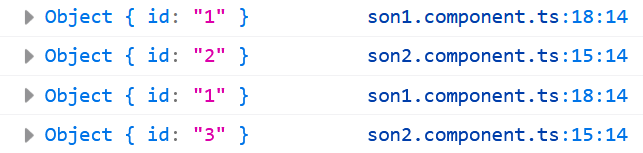 Object { id: "1" } son1.component.ts:18:14
Object { id: "2" } son2.component.ts:15:14
Object { id: "1" } son1.component.ts:18:14
Object { id: "3" } son2.component.ts:15:14